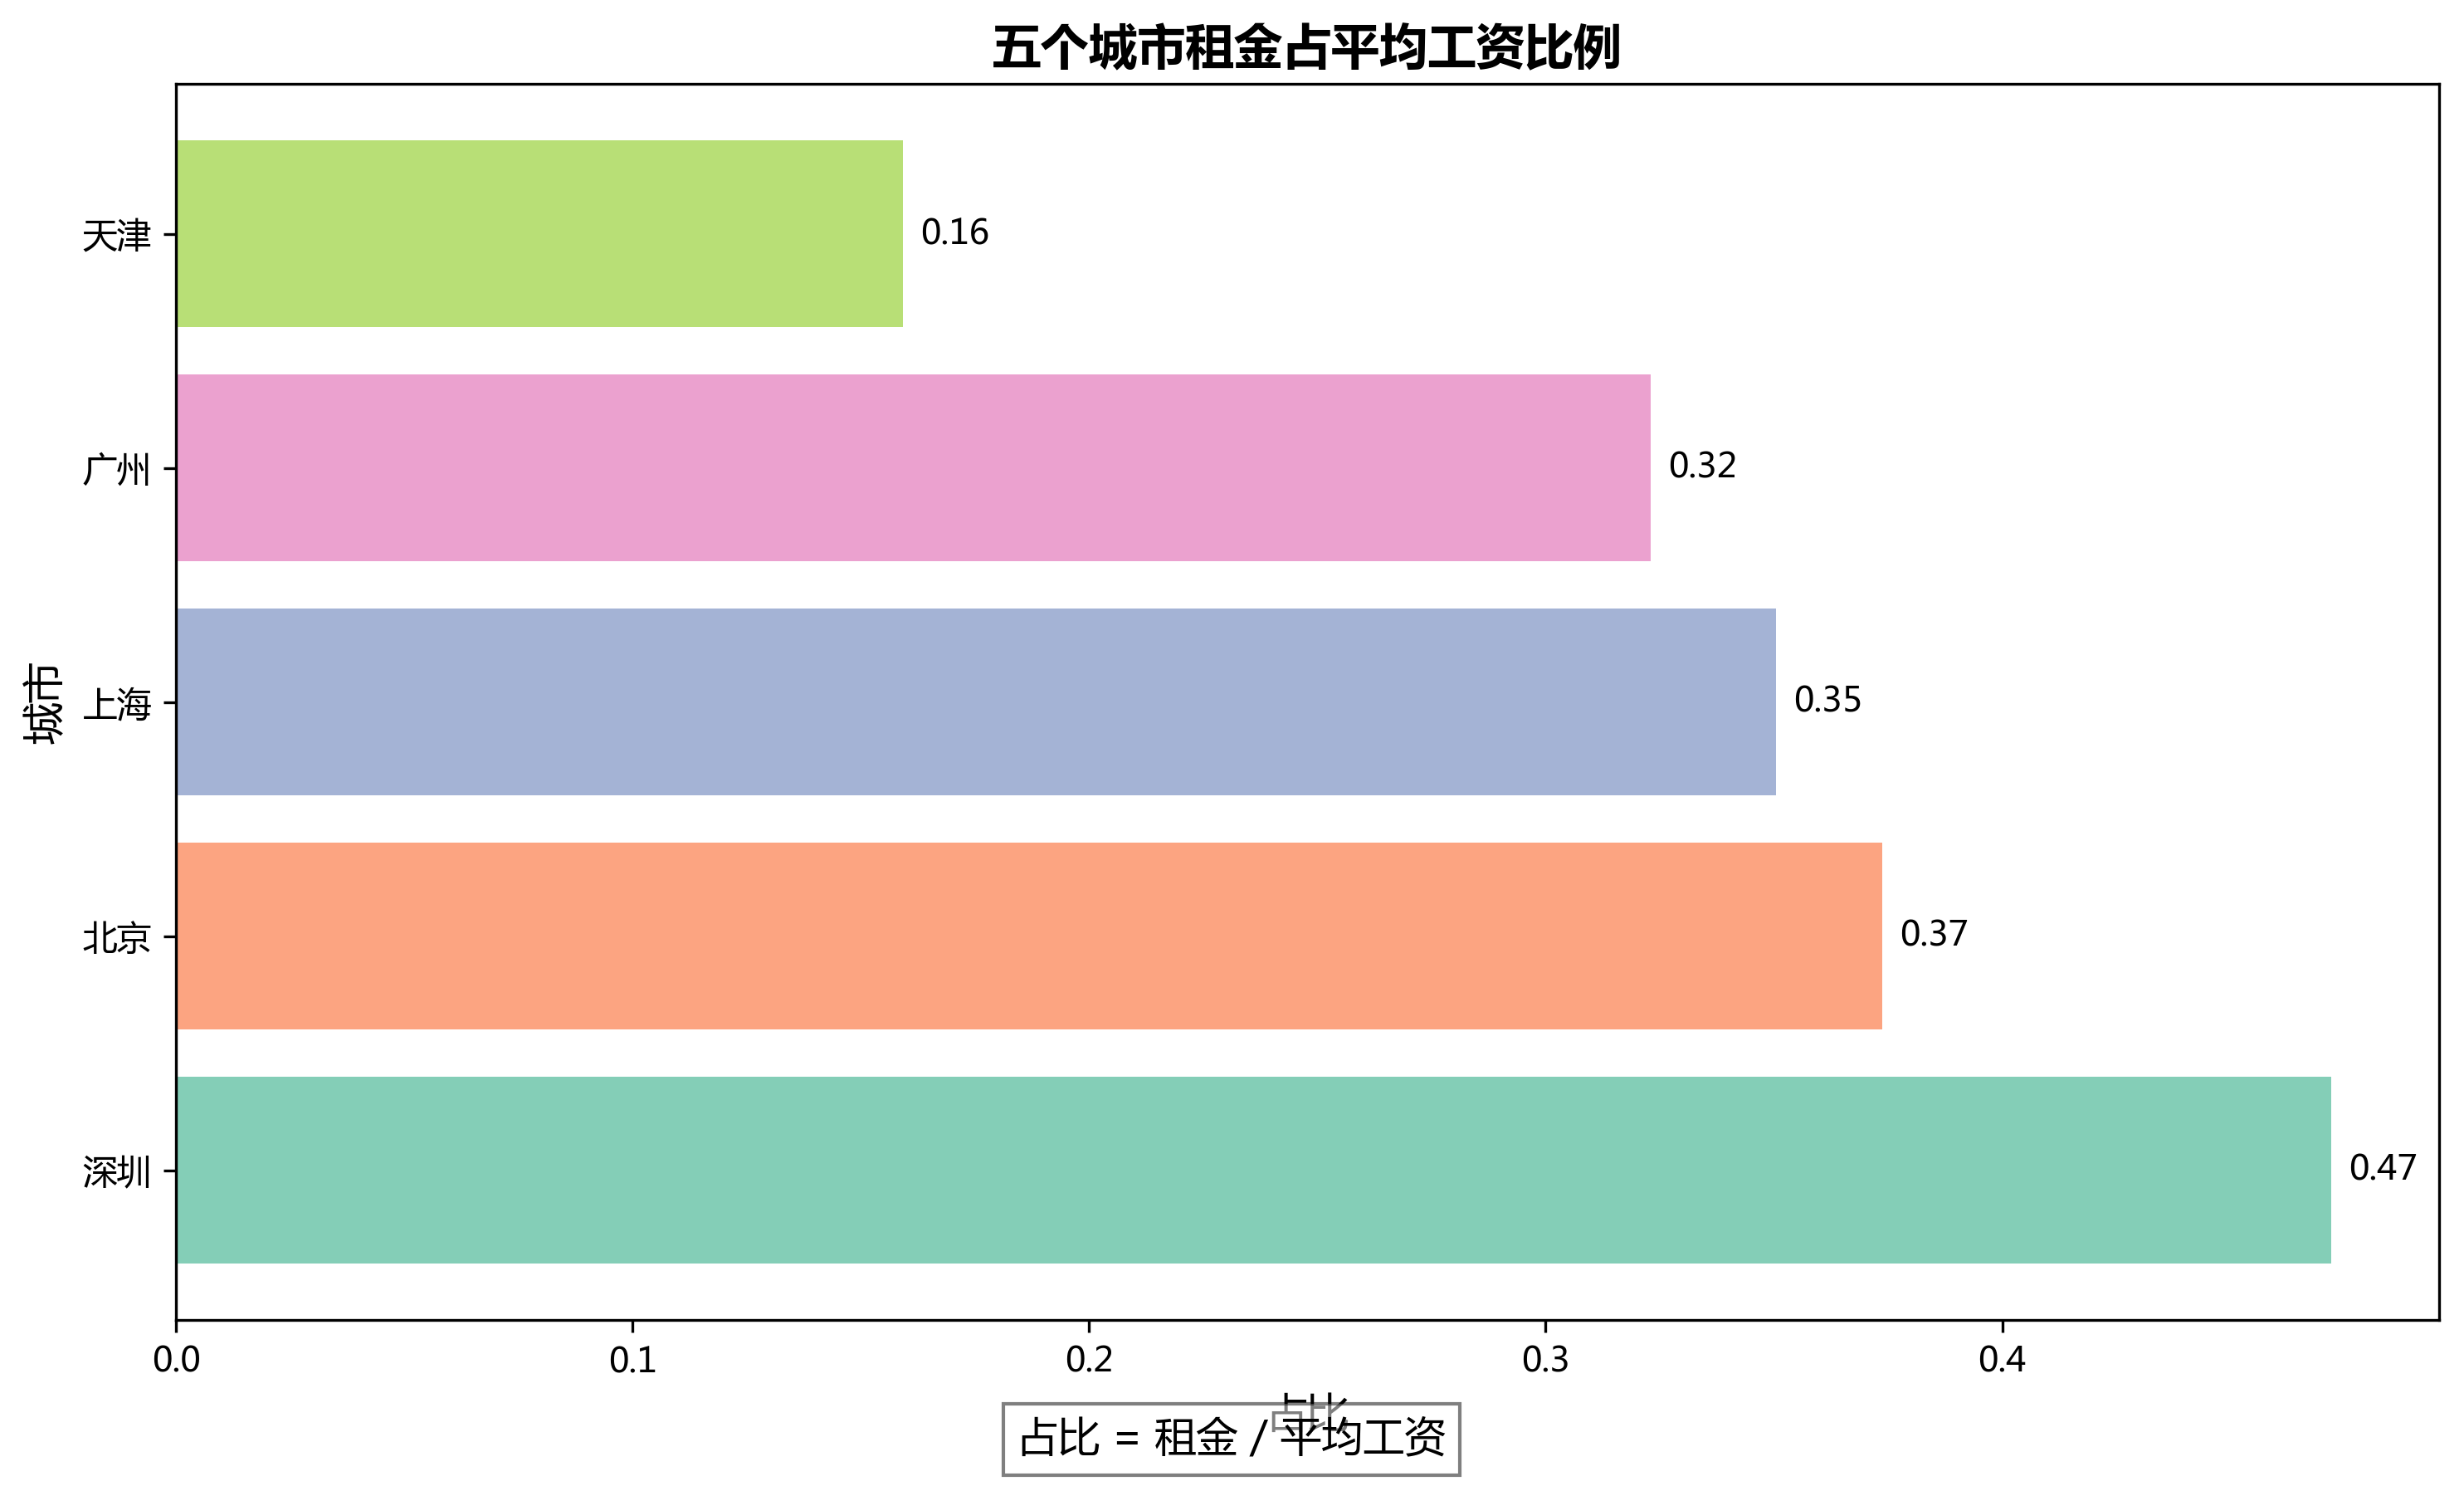 五个城市租金占平均工资比例
城市
天津
0.16
广州
0.32
上海
0.35
北京
0.37
深圳
0.47
0.0 0.1 0.2 0.3 0.4
占比
占比 = 租金 / 平均工资